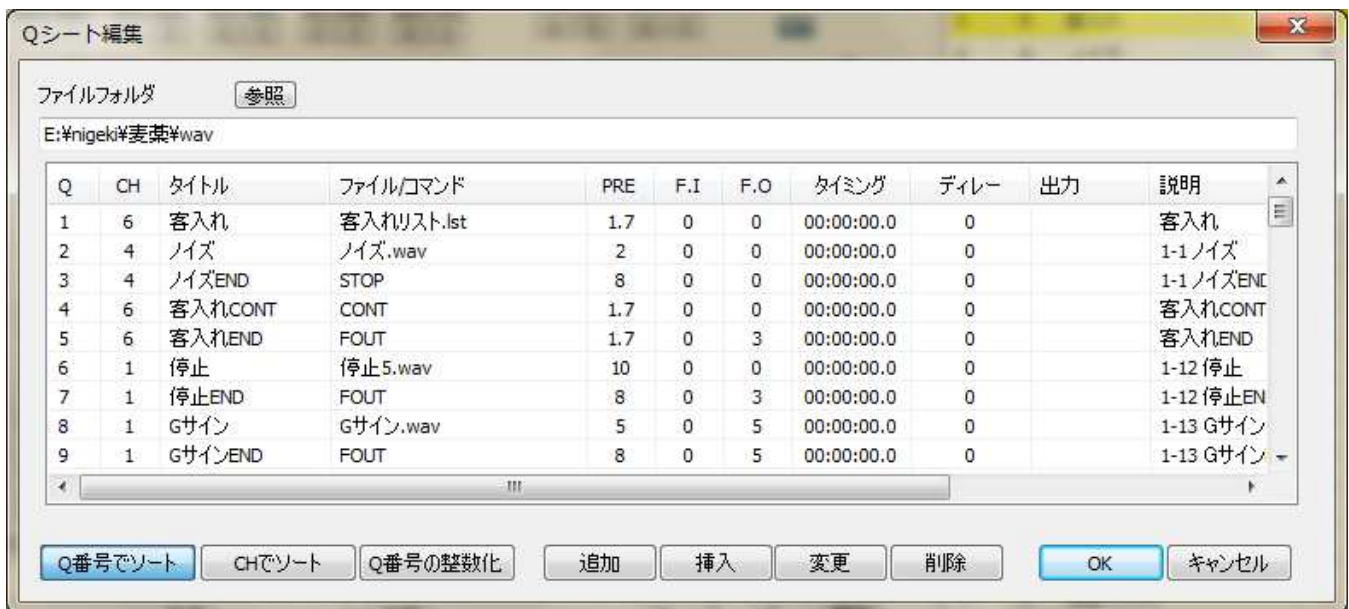 Qシート編集
ファイルフォルダ 参照
E:¥nigeki¥麦藁¥wav
Q CH タイトル ファイル/コマンド PRE F.I F.O タイミング ディレー 出力 説明
1 6 客入れ 客入れリスト.lst 1.7 0 0 00:00:00.0 0 客入れ
2 4 ノイズ ノイズ.wav 2 0 0 00:00:00.0 0 1-1 ノイズ
3 4 ノイズEND STOP 8 0 0 00:00:00.0 0 1-1 ノイズEND
4 6 客入れCONT CONT 1.7 0 0 00:00:00.0 0 客入れCONT
5 6 客入れEND FOUT 1.7 0 3 00:00:00.0 0 客入れEND
6 1 停止 停止5.wav 10 0 0 00:00:00.0 0 1-12 停止
7 1 停止END FOUT 8 0 3 00:00:00.0 0 1-12 停止EN
8 1 Gサイン Gサイン.wav 5 0 5 00:00:00.0 0 1-13 Gサイン
9 1 GサインEND FOUT 8 0 5 00:00:00.0 0 1-13 Gサイン
Q番号でソート CHでソート Q番号の整数化 追加 挿入 変更 削除 OK キャンセル